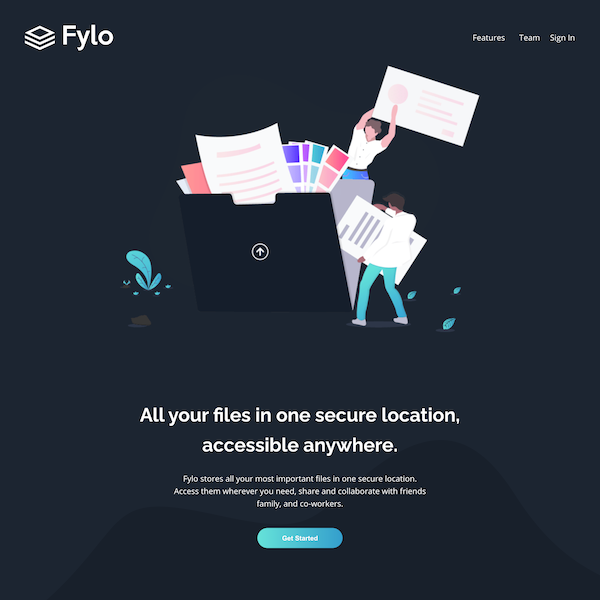 Fylo
Features Team Sign In
All your files in one secure location,
accessible anywhere.
Fylo stores all your most important files in one secure location.
Access them wherever you need, share and collaborate with friends
family, and co-workers.
Get Started